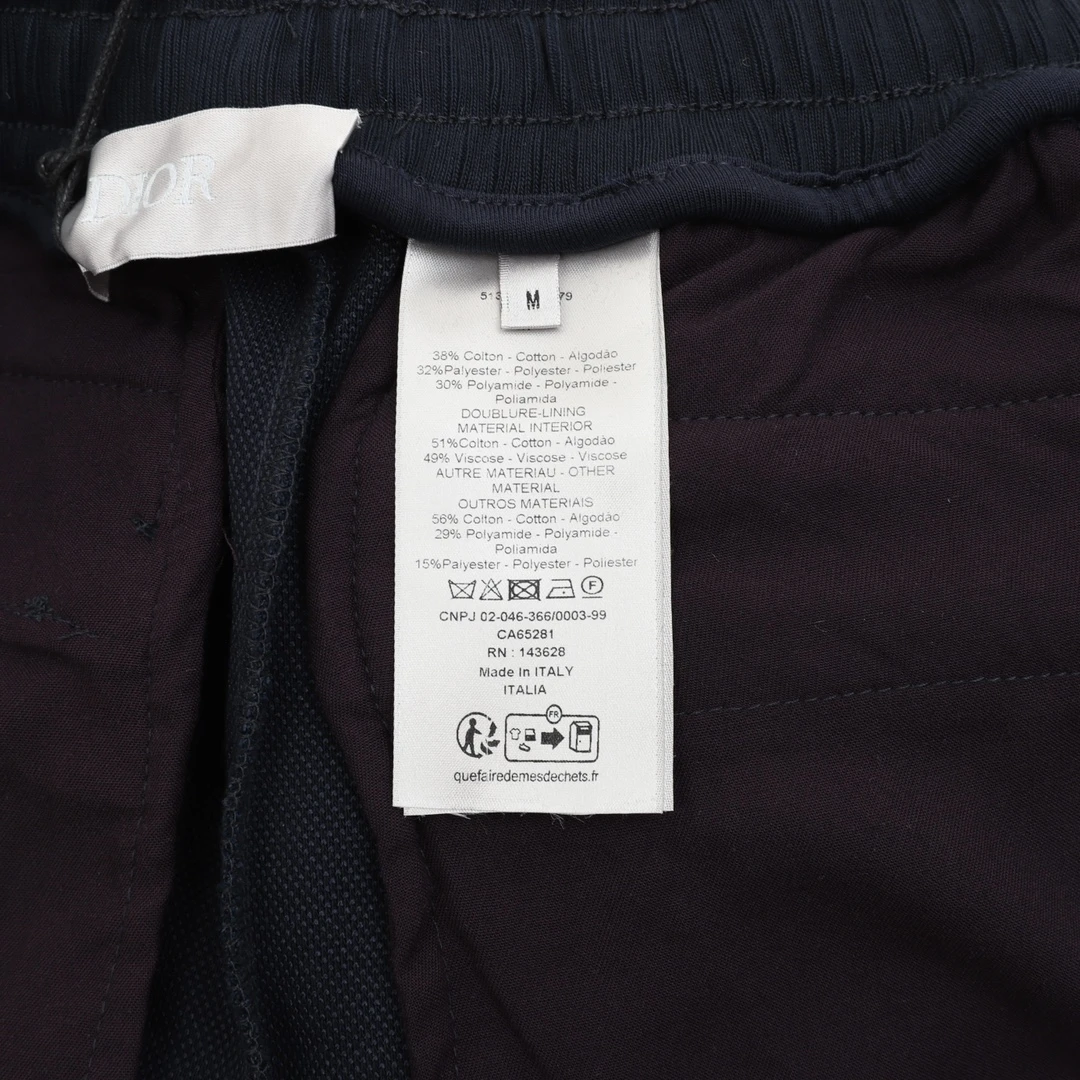 DIOR
513 79
M
38% Colton - Cotton - Algodão
32%Palyester - Polyester - Poliester
30% Polyamide - Polyamide -
Poliamida
DOUBLURE-LINING
MATERIAL INTERIOR
51%Colton - Cotton - Algodão
49% Viscose - Viscose - Viscose
AUTRE MATERIAU - OTHER
MATERIAL
OUTROS MATERIAIS
56% Colton - Cotton - Algodão
29% Polyamide - Polyamide -
Poliamida
15%Palyester - Polyester - Poliester
F
CNPJ 02-046-366/0003-99
CA65281
RN : 143628
Made In ITALY
ITALIA
FR
quefairedemesdechets.fr